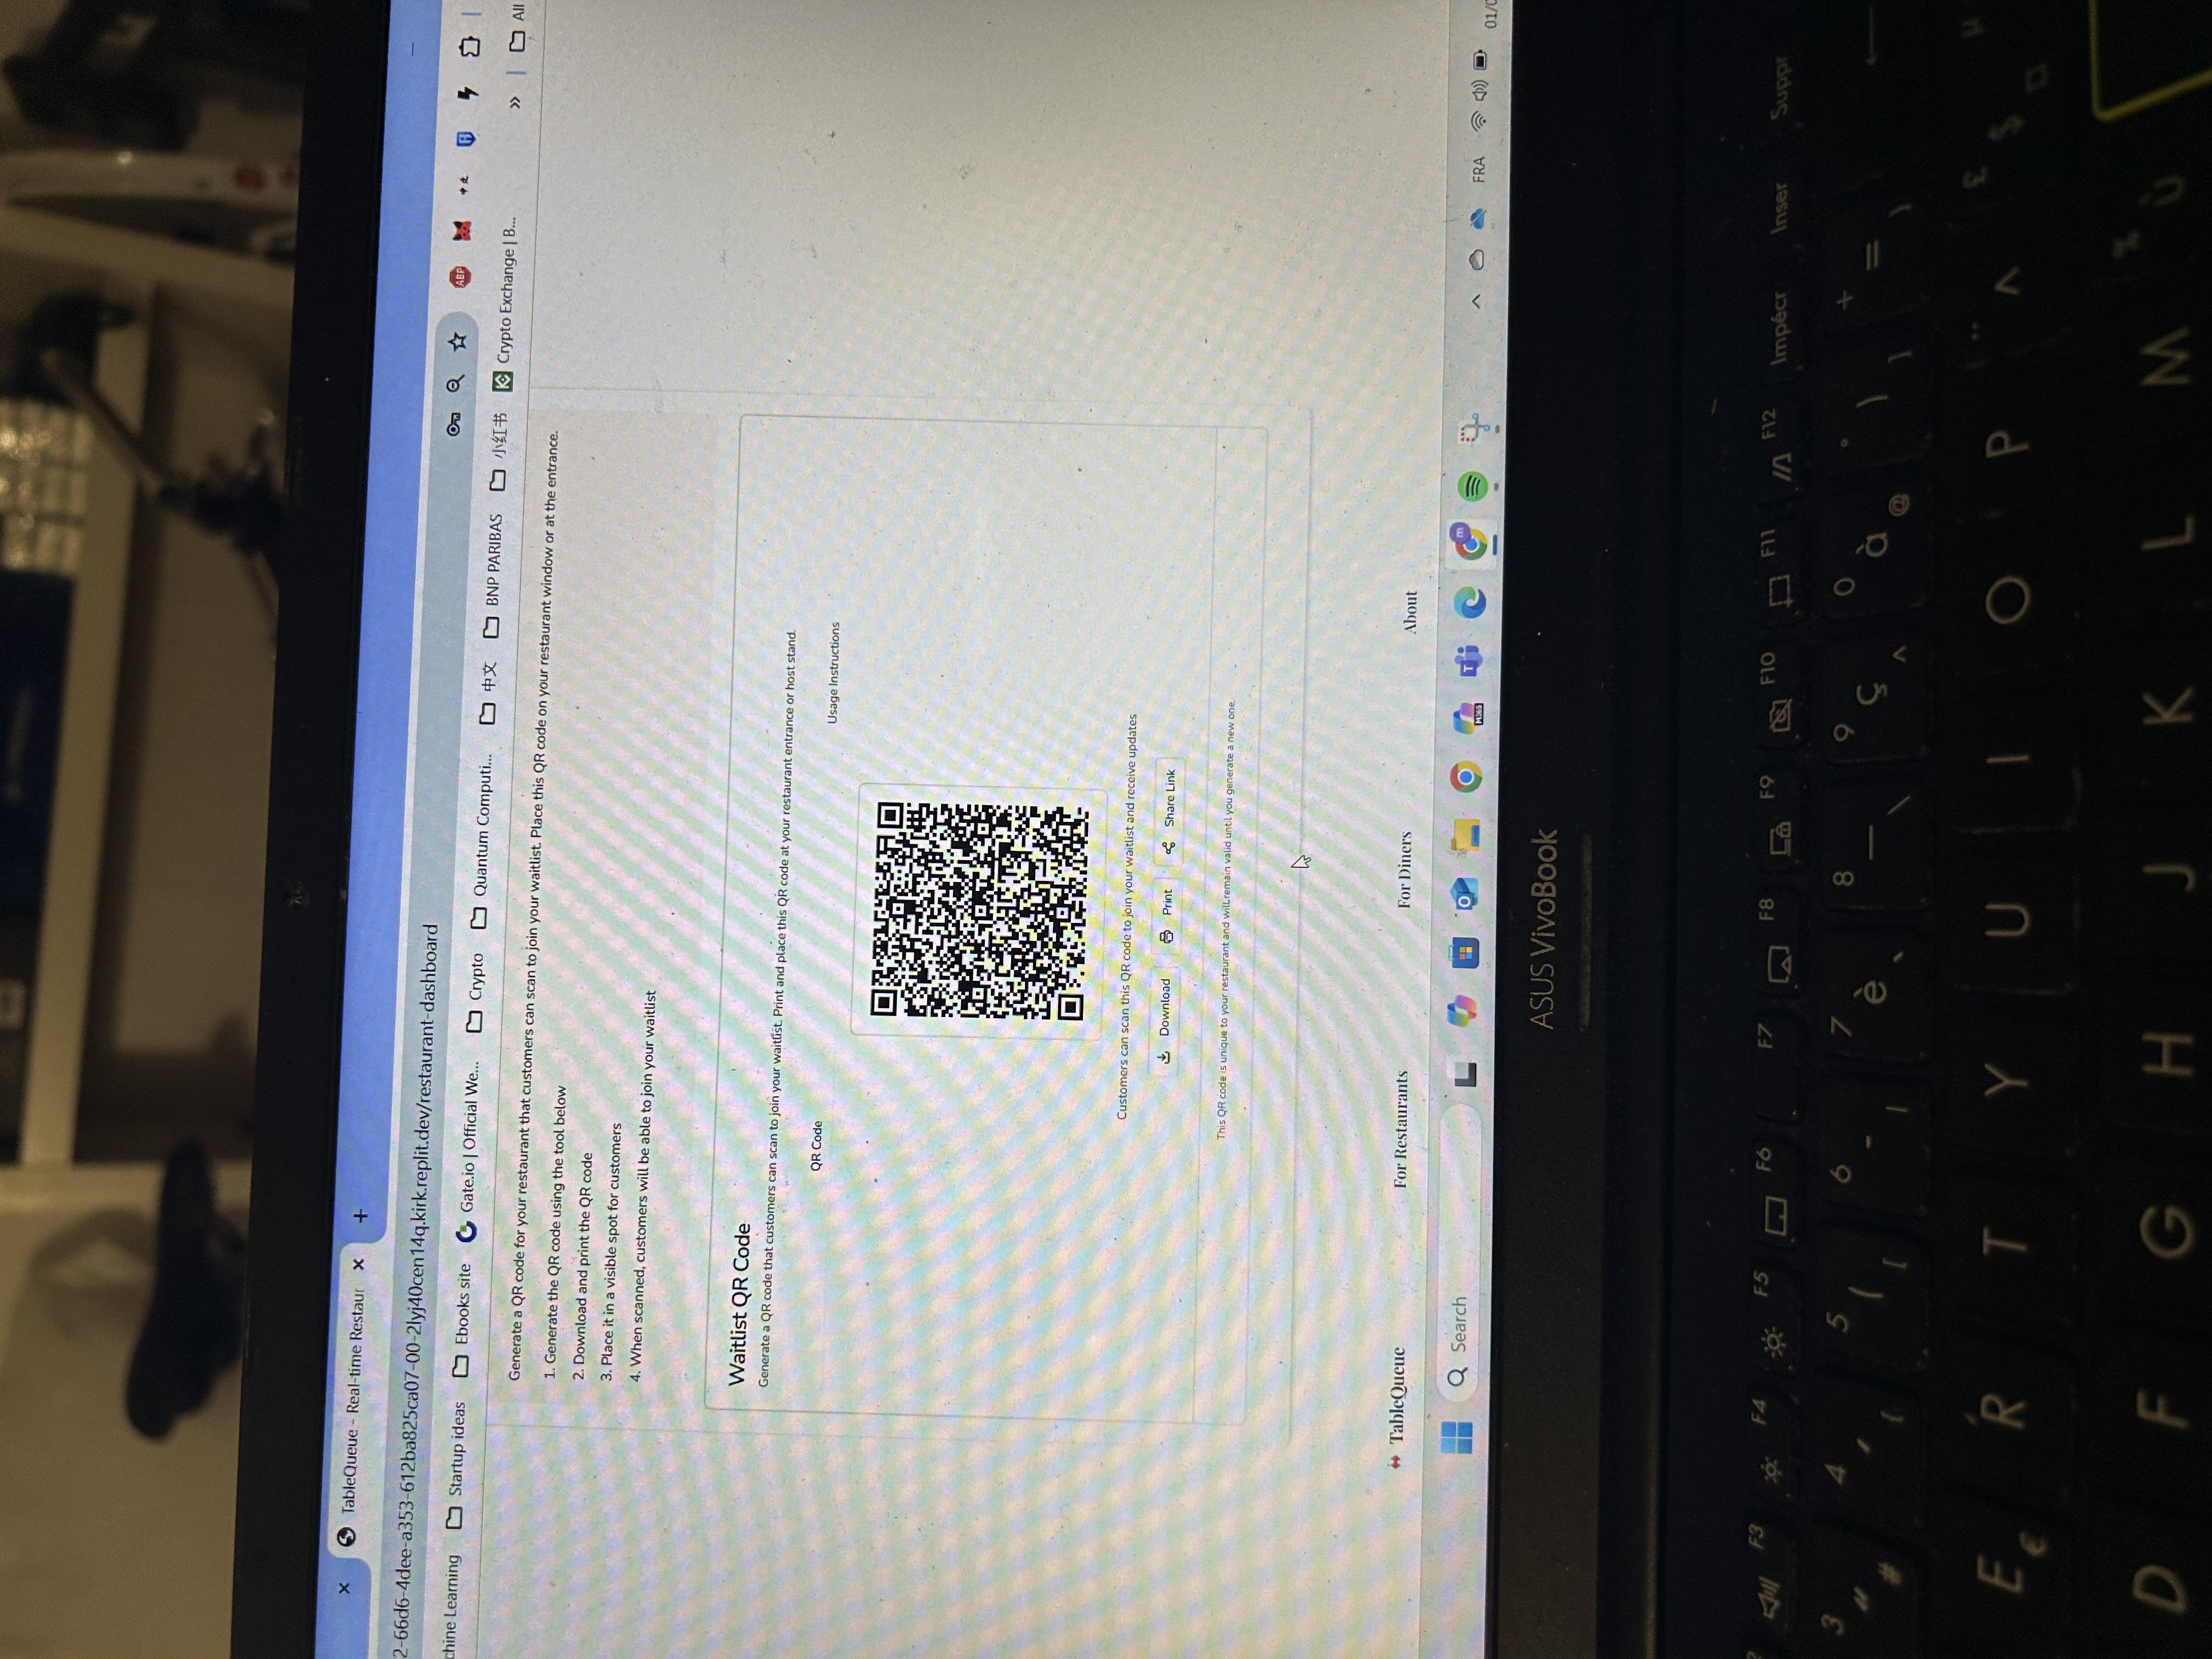 TableQueue - Real-time Restaur
2-66d6-4dee-a353-612ba825ca07-00-2lyj40cen14q.kirk.replit.dev/restaurant-dashboard
ABP
chine Learning Startup ideas Ebooks site Gate.io | Official We... Crypto Quantum Computi... 中文 BNP PARIBAS 小红书 Crypto Exchange | B... » All
Generate a QR code for your restaurant that customers can scan to join your waitlist. Place this QR code on your restaurant window or at the entrance.
1. Generate the QR code using the tool below
2. Download and print the QR code
3. Place it in a visible spot for customers
4. When scanned, customers will be able to join your waitlist
Waitlist QR Code
Generate a QR code that customers can scan to join your waitlist. Print and place this QR code at your restaurant entrance or host stand.
QR Code Usage Instructions
Customers can scan this QR code to join your waitlist and receive updates
Download Print Share Link
This QR code is unique to your restaurant and will remain valid until you generate a new one.
TableQueue For Restaurants For Diners About
Search M365 T m FRA 01/0
ASUS VivoBook
F3 F4 F5 F6 F7 F8 F9 F10 F11 F12 Impécr Inser Suppr
3 " # 4 ' { 5 ( [ 6 - | 7 è ` 8 _ \ 9 ç ^ 0 à @ ° ) ] + = }
E € R T Y U I O P ¨ ^ £ $ ¤ µ
D F G H J K L M % ù